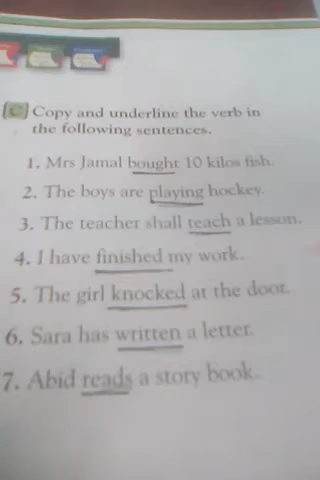 [C] Copy and underline the verb in
the following sentences.
1. Mrs Jamal bought 10 kilos fish.
2. The boys are playing hockey.
3. The teacher shall teach a lesson.
4. I have finished my work.
5. The girl knocked at the door.
6. Sara has written a letter.
7. Abid reads a story book.